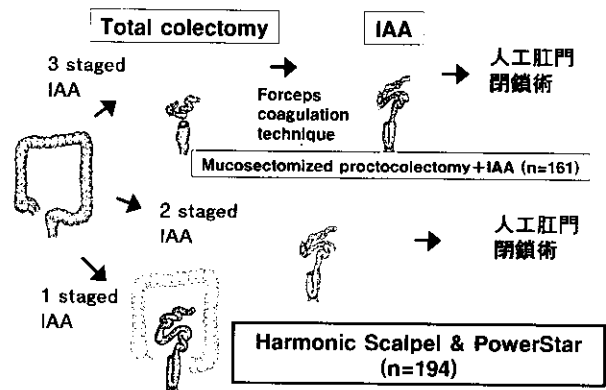 Total colectomy
IAA
3 staged
IAA
Forceps
coagulation
technique
人工肛門
閉鎖術
Mucosectomized proctocolectomy+IAA (n=161)
2 staged
IAA
人工肛門
閉鎖術
1 staged
IAA
Harmonic Scalpel & PowerStar
(n=194)